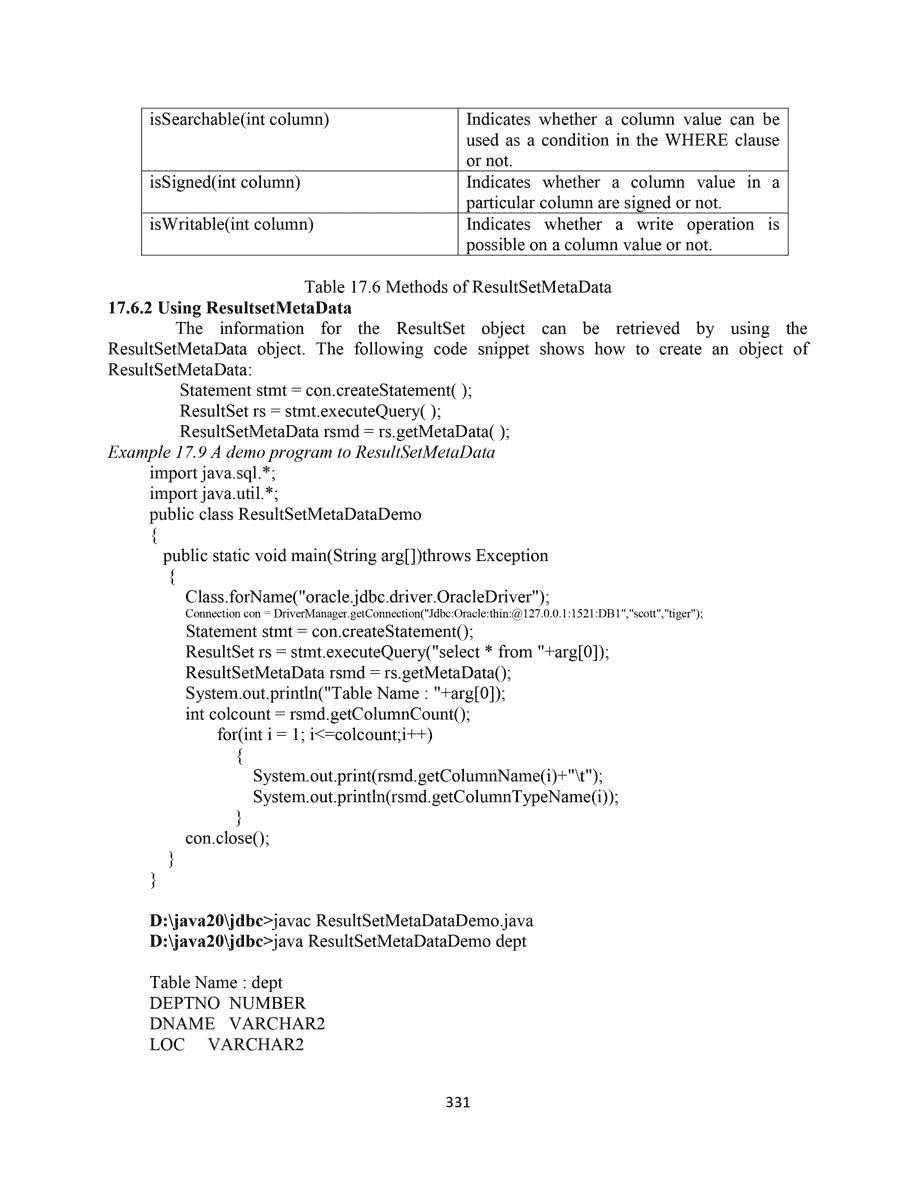 isSearchable(int column)
Indicates whether a column value can be
used as a condition in the WHERE clause
or not.
isSigned(int column)
Indicates whether a column value in a
particular column are signed or not.
isWritable(int column)
Indicates whether a write operation is
possible on a column value or not.
Table 17.6 Methods of ResultSetMetaData
17.6.2 Using ResultsetMetaData
The information for the ResultSet object can be retrieved by using the
ResultSetMetaData object. The following code snippet shows how to create an object of
ResultSetMetaData:
Statement stmt = con.createStatement( );
ResultSet rs = stmt.executeQuery( );
ResultSetMetaData rsmd = rs.getMetaData( );
Example 17.9 A demo program to ResultSetMetaData
import java.sql.*;
import java.util.*;
public class ResultSetMetaDataDemo
{
public static void main(String arg[])throws Exception
{
Class.forName("oracle.jdbc.driver.OracleDriver");
Connection con = DriverManager.getConnection("Jdbc:Oracle:thin:@127.0.0.1:1521:DB1","scott","tiger");
Statement stmt = con.createStatement();
ResultSet rs = stmt.executeQuery("select * from "+arg[0]);
ResultSetMetaData rsmd = rs.getMetaData();
System.out.println("Table Name : "+arg[0]);
int colcount = rsmd.getColumnCount();
for(int i = 1; i<=colcount;i++)
{
System.out.print(rsmd.getColumnName(i)+"\t");
System.out.println(rsmd.getColumnTypeName(i));
}
con.close();
}
}
D:\java20\jdbc>javac ResultSetMetaDataDemo.java
D:\java20\jdbc>java ResultSetMetaDataDemo dept
Table Name : dept
DEPTNO NUMBER
DNAME VARCHAR2
LOC VARCHAR2
331